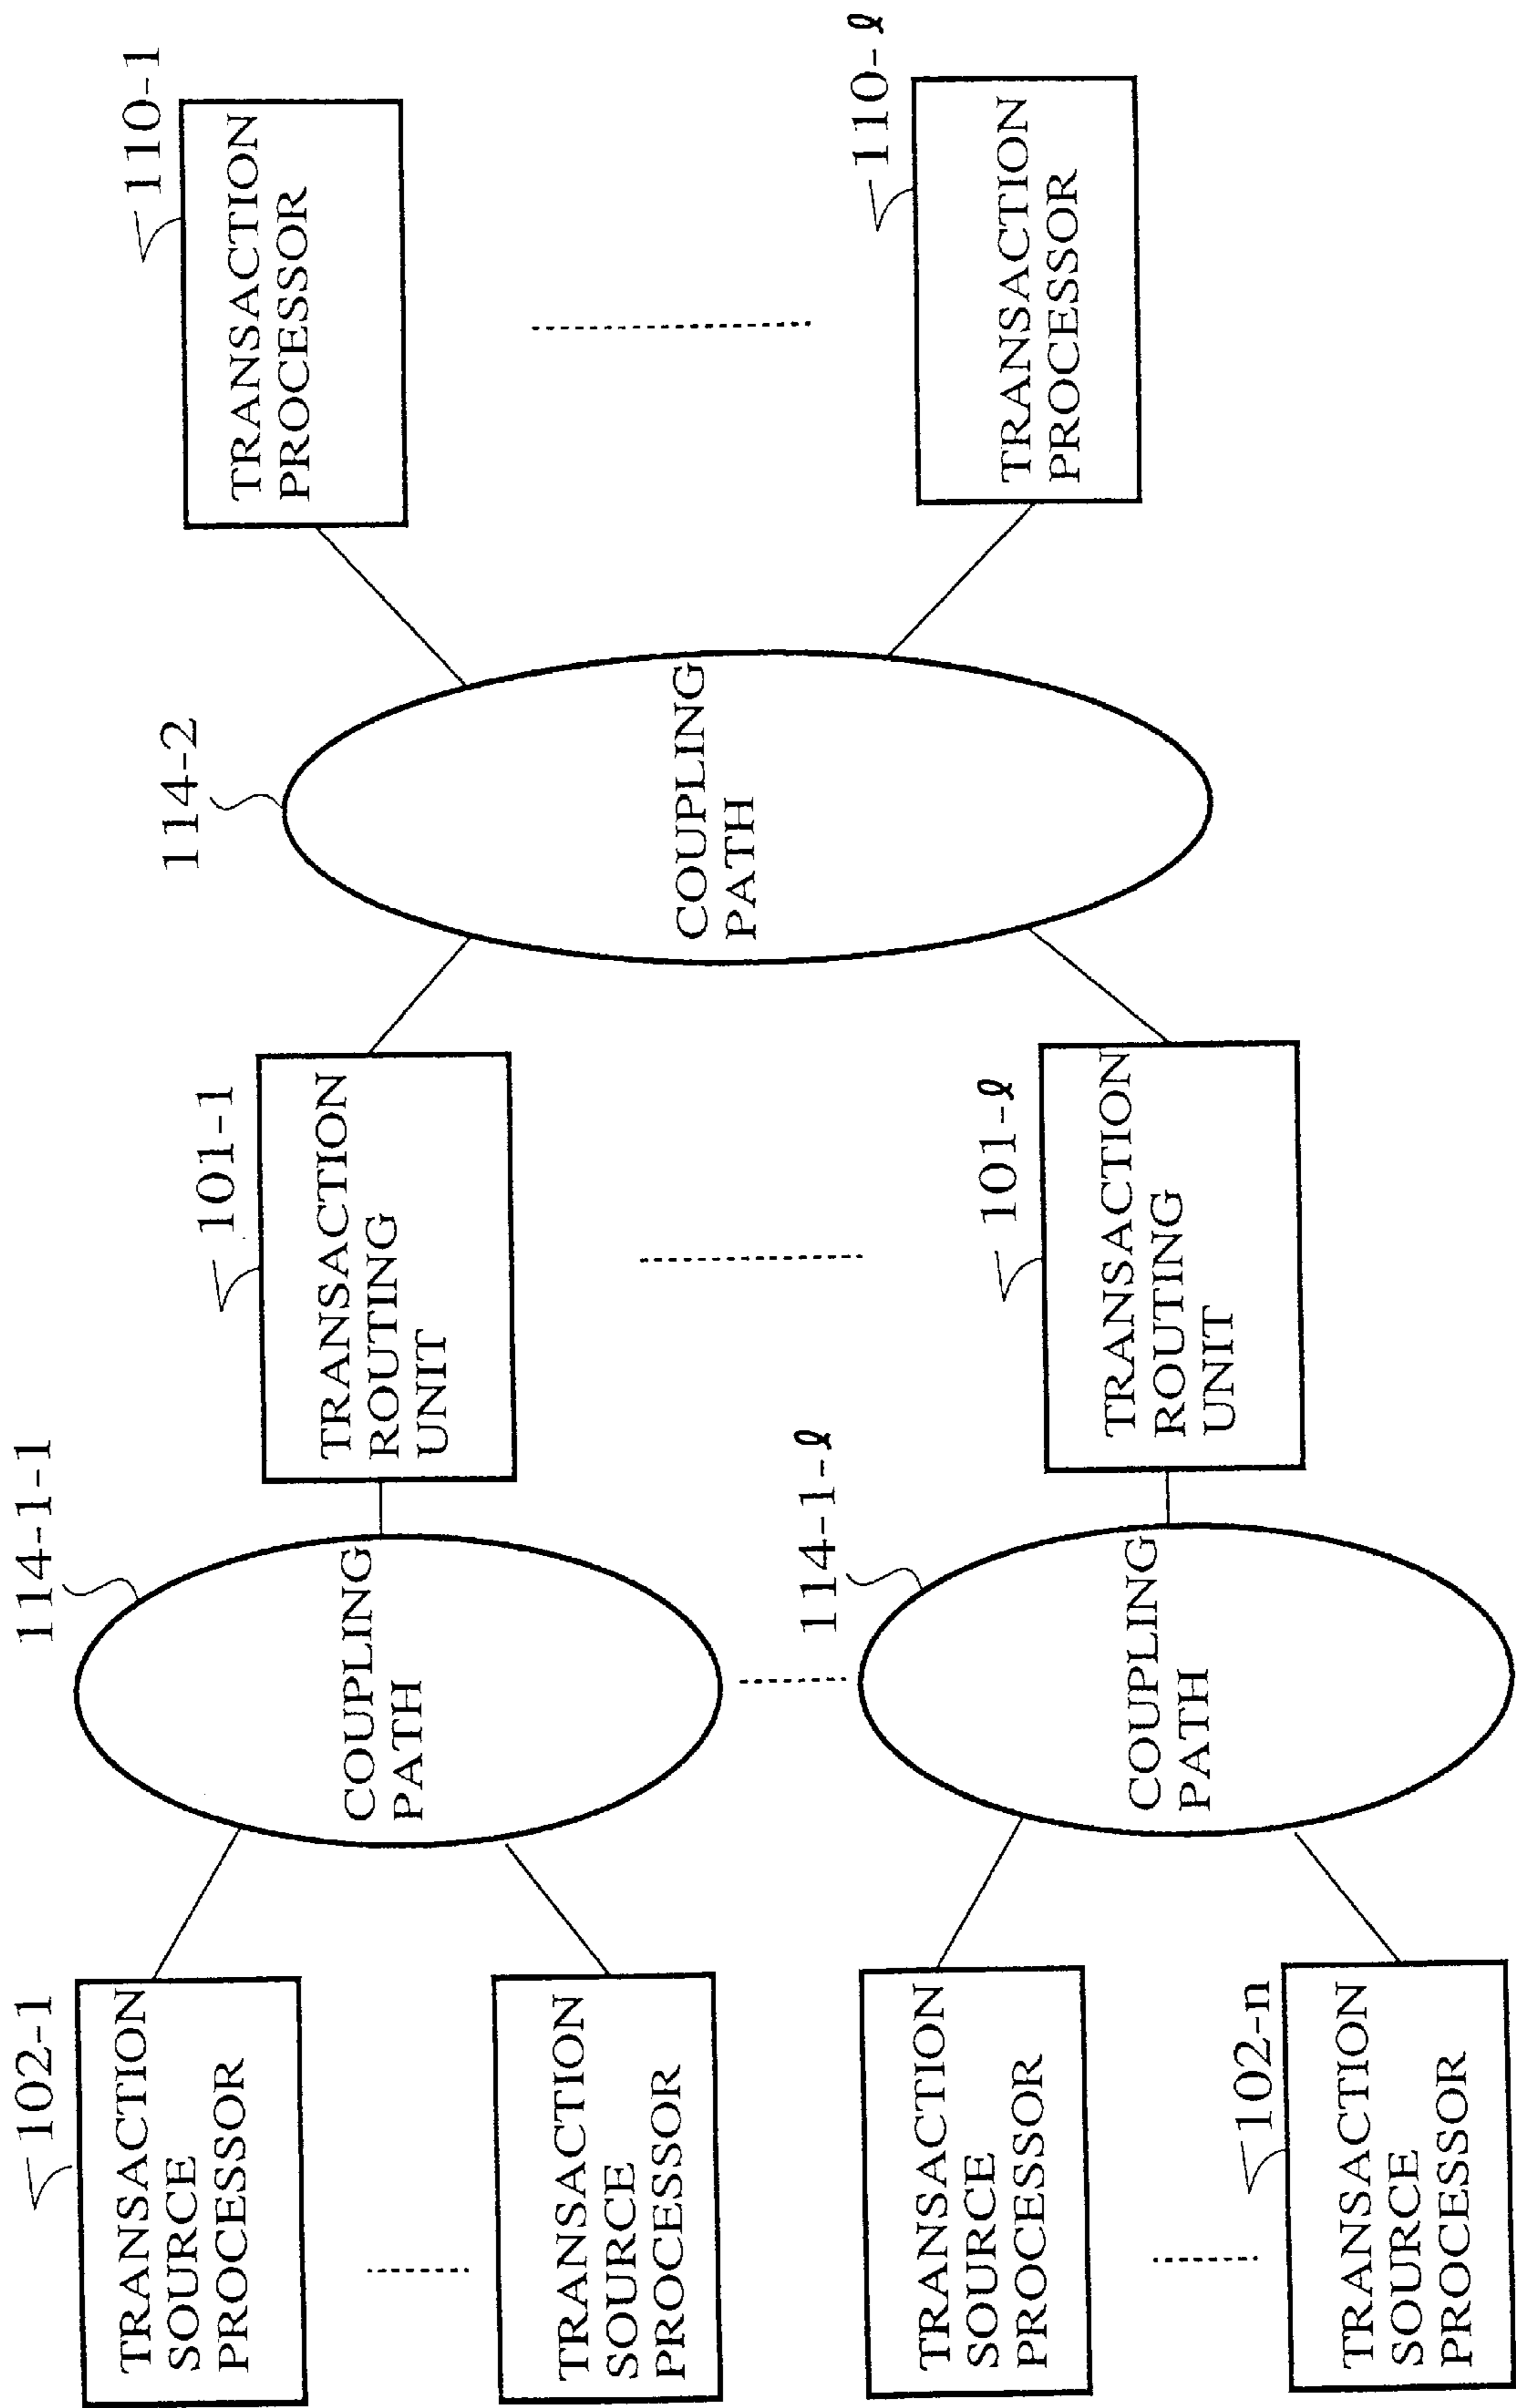 102-1
TRANSACTION
SOURCE
PROCESSOR
TRANSACTION
SOURCE
PROCESSOR
TRANSACTION
SOURCE
PROCESSOR
102-n
TRANSACTION
SOURCE
PROCESSOR
114-1-1
COUPLING
PATH
114-1-ℓ
COUPLING
PATH
101-1
TRANSACTION
ROUTING
UNIT
101-ℓ
TRANSACTION
ROUTING
UNIT
114-2
COUPLING
PATH
110-1
TRANSACTION
PROCESSOR
110-ℓ
TRANSACTION
PROCESSOR